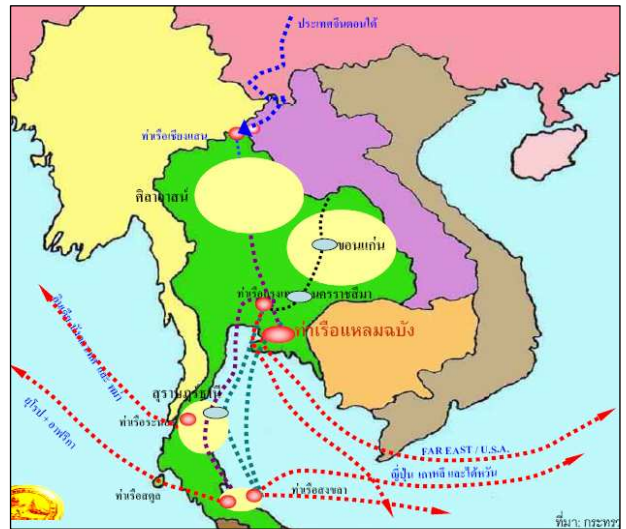 ประเทศจีนตอนใต้
ท่าเรือเชียงแสน
ศิลาอาสน์
ขอนแก่น
นครราชสีมา
ท่าเรือแหลมฉบัง
สุราษฎร์ธานี
ท่าเรือระนอง
ยุโรป + อาฟริกา
FAR EAST / U.S.A.
ญี่ปุ่น เกาหลี และไต้หวัน
ท่าเรือสตูล
ท่าเรือสงขลา
ที่มา: กระทรว